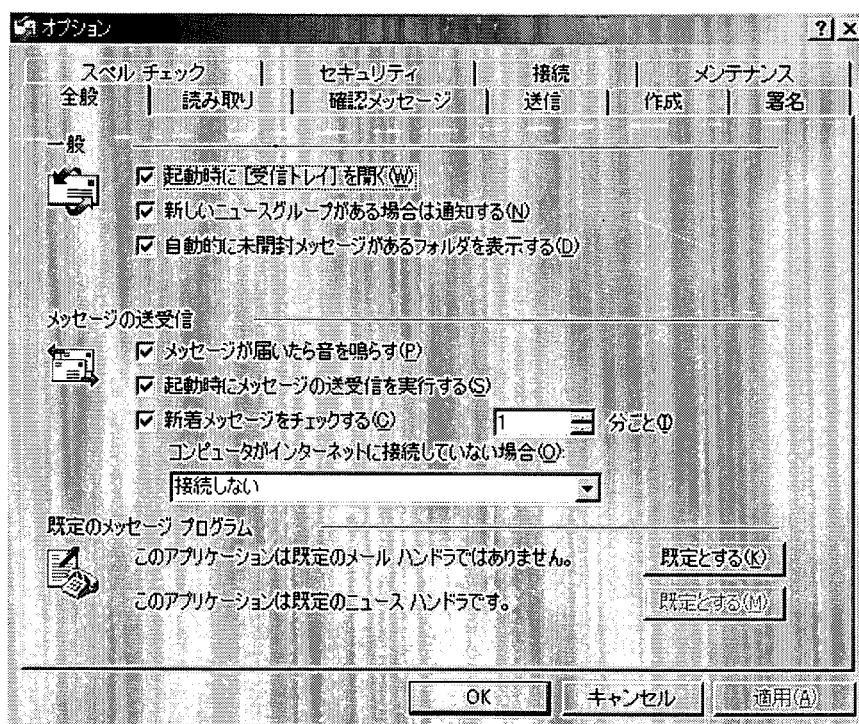 オプション
スペル チェック セキュリティ 接続 メンテナンス
全般 読み取り 確認メッセージ 送信 作成 署名
一般
起動時に [受信トレイ] を開く(W)
新しいニュースグループがある場合は通知する(N)
自動的に未開封メッセージがあるフォルダを表示する(D)
メッセージの送受信
メッセージが届いたら音を鳴らす(P)
起動時にメッセージの送受信を実行する(S)
新着メッセージをチェックする(C) 1 分ごと(I)
コンピュータがインターネットに接続していない場合(O):
接続しない
既定のメッセージ プログラム
このアプリケーションは既定のメール ハンドラではありません。 既定とする(K)
このアプリケーションは既定のニュース ハンドラです。 既定とする(M)
OK キャンセル 適用(A)